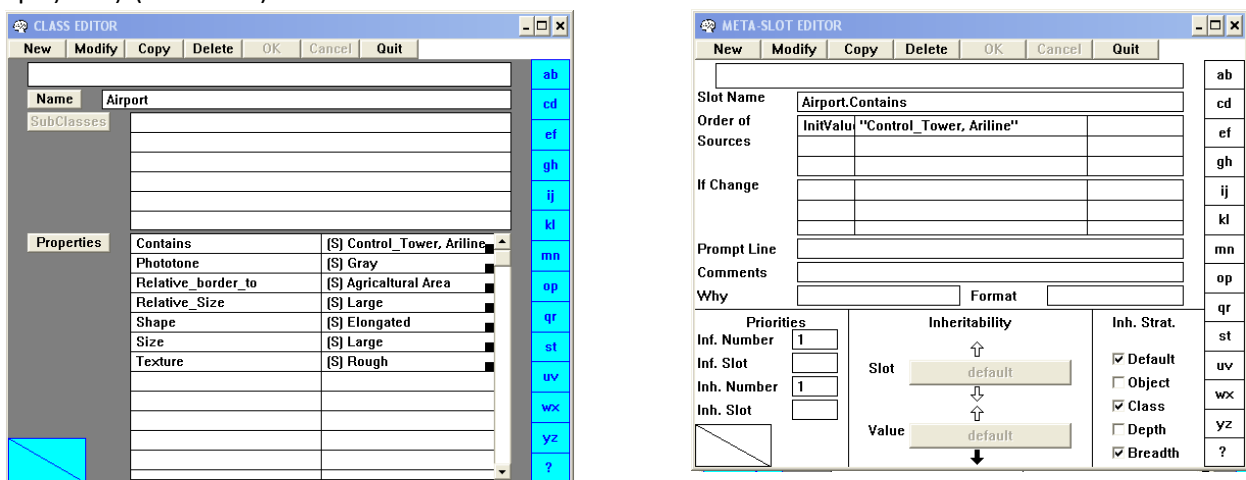 CLASS EDITOR
New Modify Copy Delete OK Cancel Quit
Name Airport
SubClasses
Properties Contains (S) Control_Tower, Ariline
Phototone (S) Gray
Relative_border_to (S) Agricultural Area
Relative_Size (S) Large
Shape (S) Elongated
Size (S) Large
Texture (S) Rough
ab
cd
ef
gh
ij
kl
mn
op
qr
st
uv
wx
yz
?
META-SLOT EDITOR
New Modify Copy Delete OK Cancel Quit
Slot Name Airport.Contains
Order of Sources InitValu "Control_Tower, Ariline"
If Change
Prompt Line
Comments
Why Format
Priorities
Inf. Number 1
Inf. Slot
Inh. Number 1
Inh. Slot
Inheritability
Slot default
Value default
Inh. Strat.
Default
Object
Class
Depth
Breadth
ab
cd
ef
gh
ij
kl
mn
op
qr
st
uv
wx
yz
?